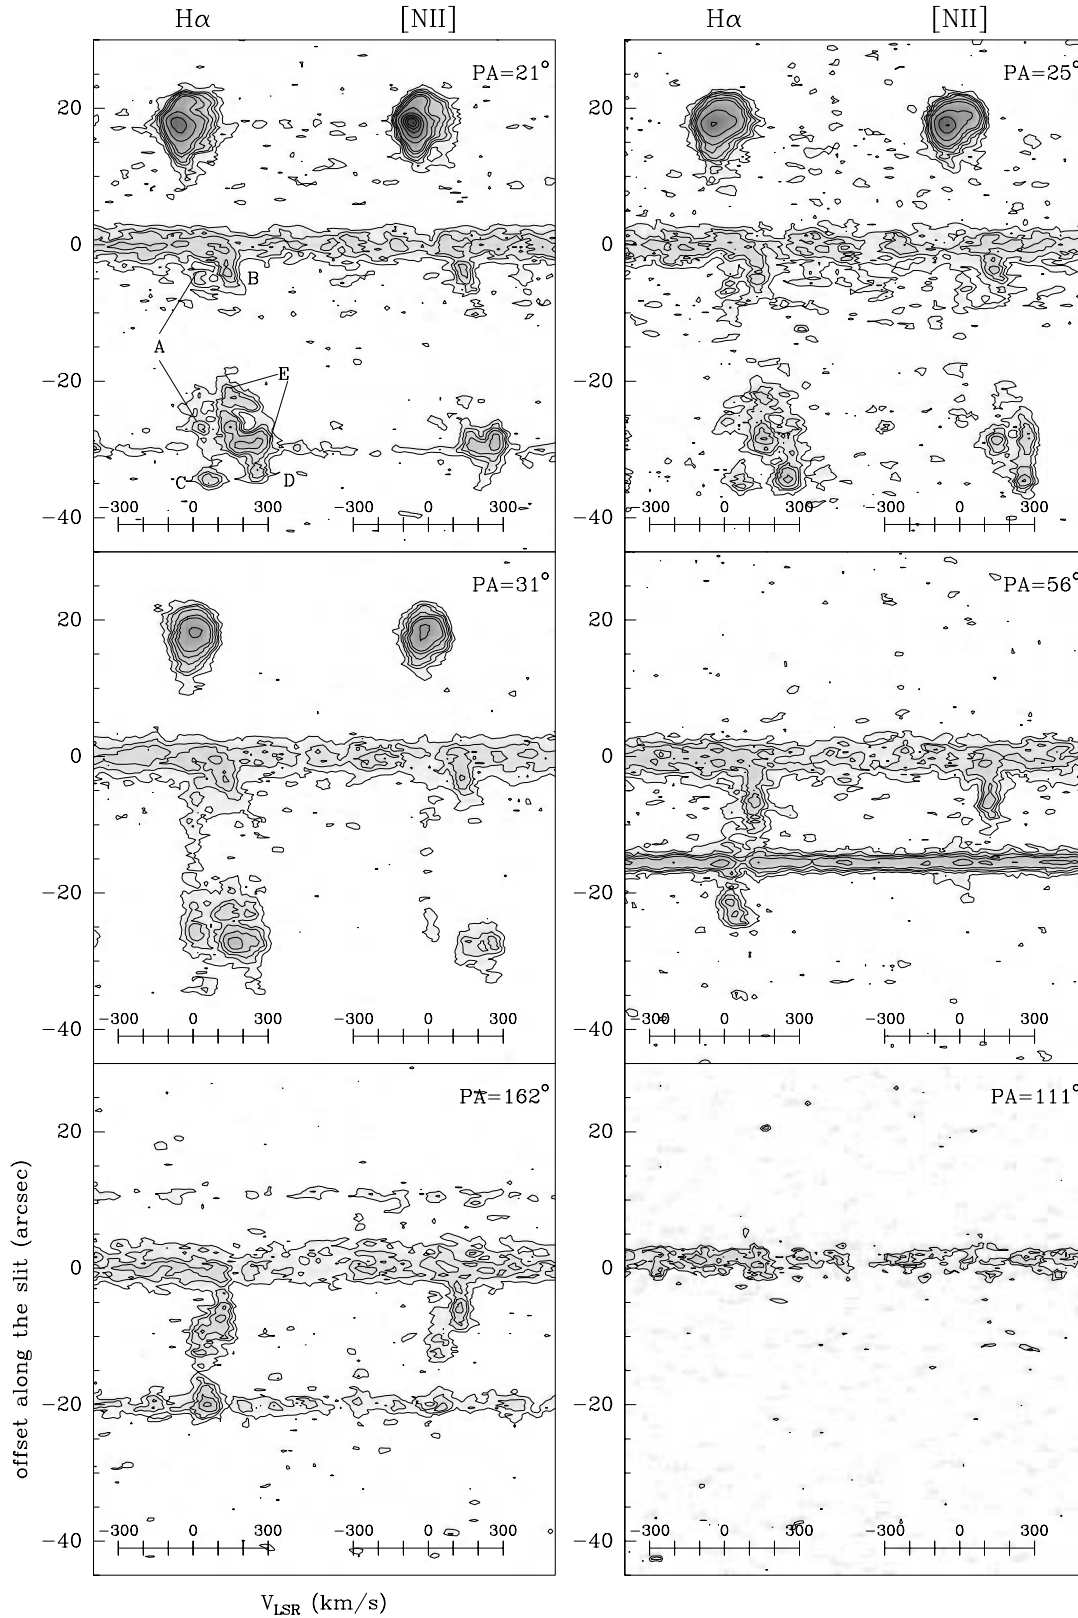 Hα [NII] Hα [NII]
PA=21° PA=25°
20
0
C B
A
-20
E
C D
-300 0 300 -300 0 300 -300 0 300 -300 0 300
-40
PA=31° PA=56°
20
0
-20
-300 0 300 -300 0 300 -300 0 300 -300 0 300
-40
PA=162° PA=111°
20
0
-20
-300 0 300 -300 0 300 -300 0 300 -300 0 300
-40
offset along the slit (arcsec)
V_LSR (km/s)